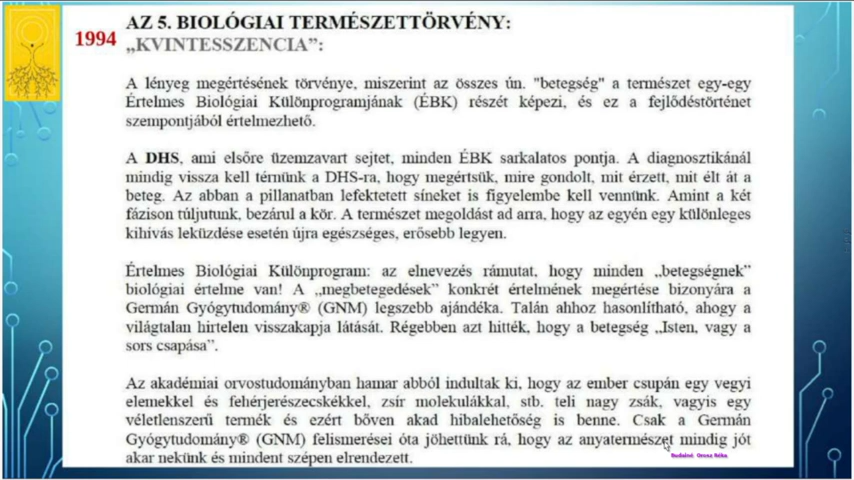 AZ 5. BIOLÓGIAI TERMÉSZETTÖRVÉNY:
1994
„KVINTESSZENCIA”:
A lényeg megértésének törvénye, miszerint az összes ún. "betegség" a természet egy-egy
Értelmes Biológiai Különprogramjának (ÉBK) részét képezi, és ez a fejlődéstörténet
szempontjából értelmezhető.
A DHS, ami elsőre üzemzavart sejtet, minden ÉBK sarkalatos pontja. A diagnosztikánál
mindig vissza kell térnünk a DHS-ra, hogy megértsük, mire gondolt, mit érzett, mit élt át a
beteg. Az abban a pillanatban lefektetett síneket is figyelembe kell vennünk. Amint a két
fázison túljutunk, bezárul a kör. A természet megoldást ad arra, hogy az egyén egy különleges
kihívás leküzdése esetén újra egészséges, erősebb legyen.
Értelmes Biológiai Különprogram: az elnevezés rámutat, hogy minden „betegségnek”
biológiai értelme van! A „megbetegedések” konkrét értelmének megértése bizonyára a
Germán Gyógytudomány® (GNM) legszebb ajándéka. Talán ahhoz hasonlítható, ahogy a
világtalan hirtelen visszakapja látását. Régebben azt hitték, hogy a betegség „Isten, vagy a
sors csapása”.
Az akadémiai orvostudományban hamar abból indultak ki, hogy az ember csupán egy vegyi
elemekkel és fehérjerészecskékkel, zsír molekulákkal, stb. teli nagy zsák, vagyis egy
véletlenszerű termék és ezért bőven akad hibalehetőség is benne. Csak a Germán
Gyógytudomány® (GNM) felismerései óta jöhettünk rá, hogy az anyatermészet mindig jót
akar nekünk és mindent szépen elrendezett.
Budainé Orosz Réka